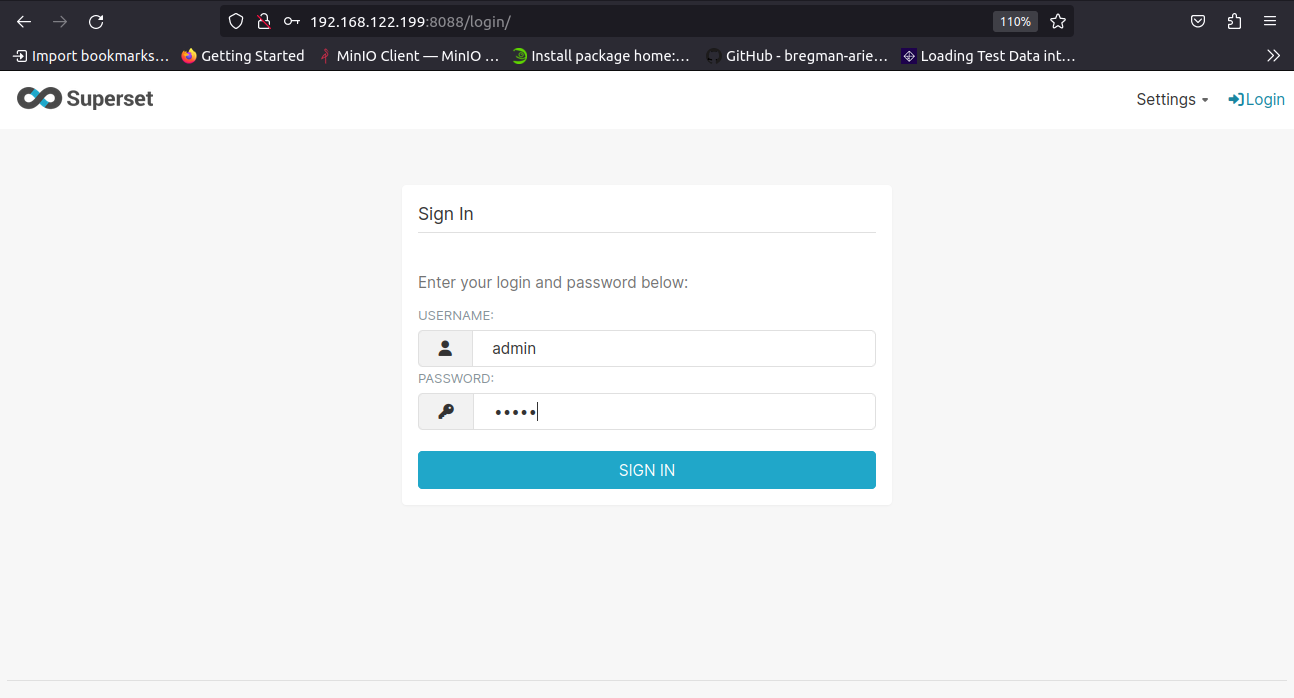 192.168.122.199:8088/login/ 110%
Import bookmarks... Getting Started MinIO Client — MinIO ... Install package home:... GitHub - bregman-arie... Loading Test Data int...
Superset Settings Login
Sign In
Enter your login and password below:
USERNAME:
admin
PASSWORD:
•••••
SIGN IN